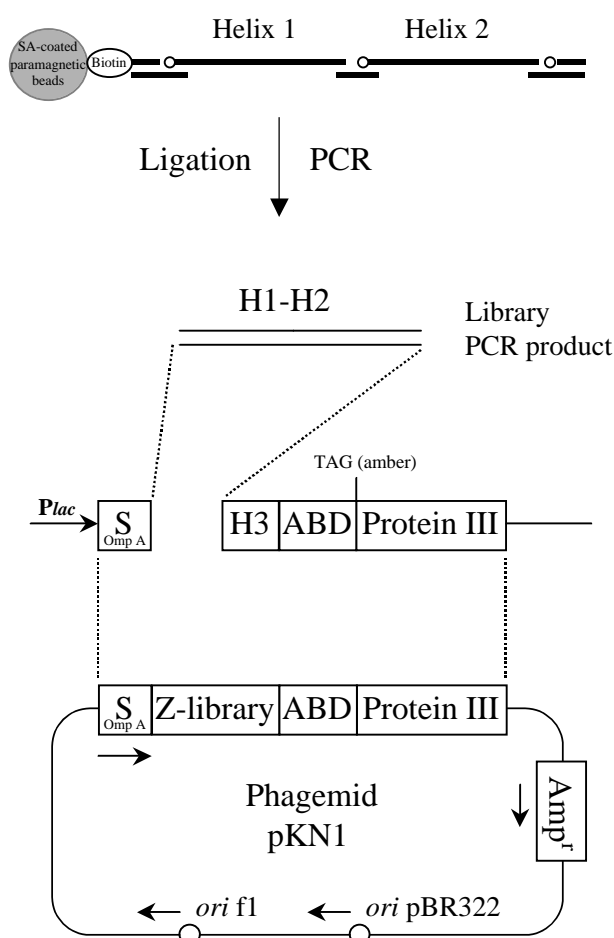 SA-coated
paramagnetic
beads
Biotin
Helix 1
Helix 2
Ligation
PCR
H1-H2
Library
PCR product
TAG (amber)
Plac
S
Omp A
H3
ABD
Protein III
S
Omp A
Z-library
ABD
Protein III
Phagemid
pKN1
Ampʳ
ori f1
ori pBR322